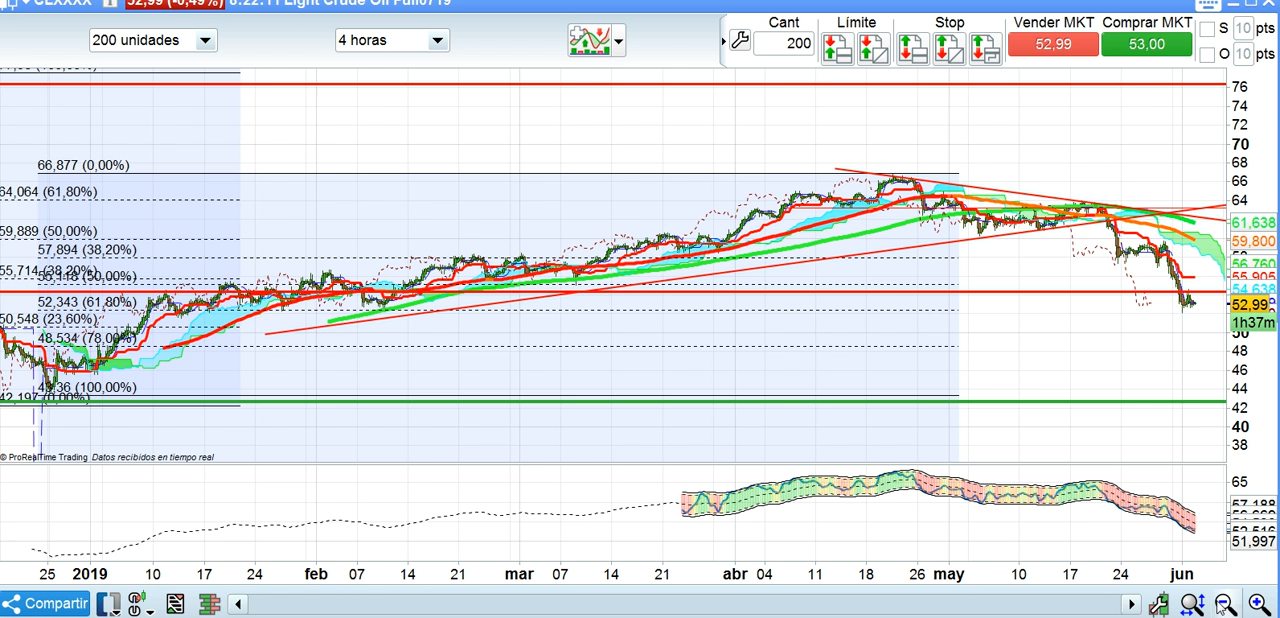 CLXXXX 52,99 (-0,49%) 8:22:11 Light Crude Oil Full0719
200 unidades
4 horas
Cant
200
Límite
Stop
Vender MKT
52,99
Comprar MKT
53,00
S 10 pts
O 10 pts
66,877 (0,00%)
64,064 (61,80%)
59,889 (50,00%)
57,894 (38,20%)
55,714 (38,20%)
52,343 (61,80%)
50,548 (23,60%)
48,534 (78,00%)
42,197 (0,00%)
76
74
72
70
68
66
64
61,638
59,800
56,760
55,905
54,638
52,99
1h37m
50
48
46
44
42
40
38
© ProRealTime Trading Datos recibidos en tiempo real
65
57,188
51,997
25 2019 10 17 24 feb 07 14 21 mar 07 14 21 abr 04 11 18 26 may 10 17 24 jun
Compartir